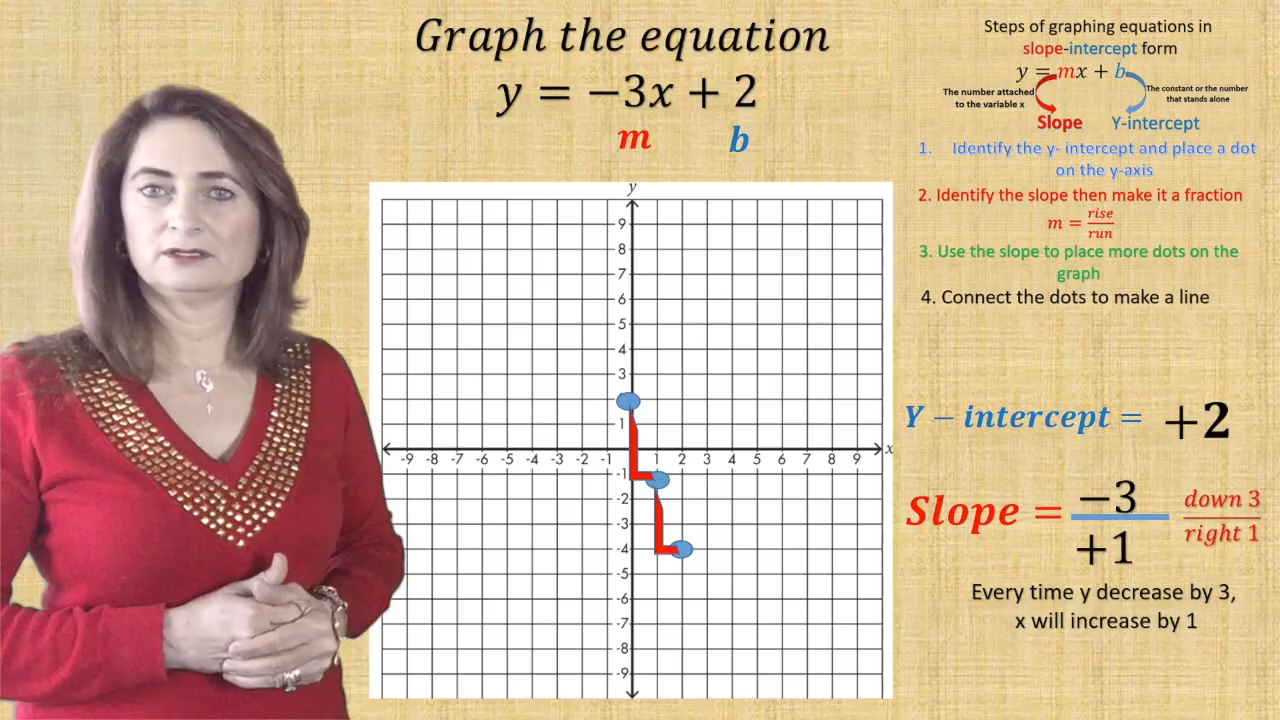 Graph the equation
y = −3x + 2
m b
Steps of graphing equations in
slope-intercept form
y = mx + b
The number attached
to the variable x
The constant or the number
that stands alone
Slope Y-intercept
1. Identify the y- intercept and place a dot
on the y-axis
2. Identify the slope then make it a fraction
m = rise
run
3. Use the slope to place more dots on the
graph
4. Connect the dots to make a line
y
9
8
7
6
5
4
3
1
-9 -8 -7 -6 -5 -4 -3 -2 -1 1 2 3 4 5 6 7 8 9 x
-1
-2
-3
-4
-5
-6
-7
-8
-9
Y − intercept = +2
Slope = −3
+1
down 3
right 1
Every time y decrease by 3,
x will increase by 1